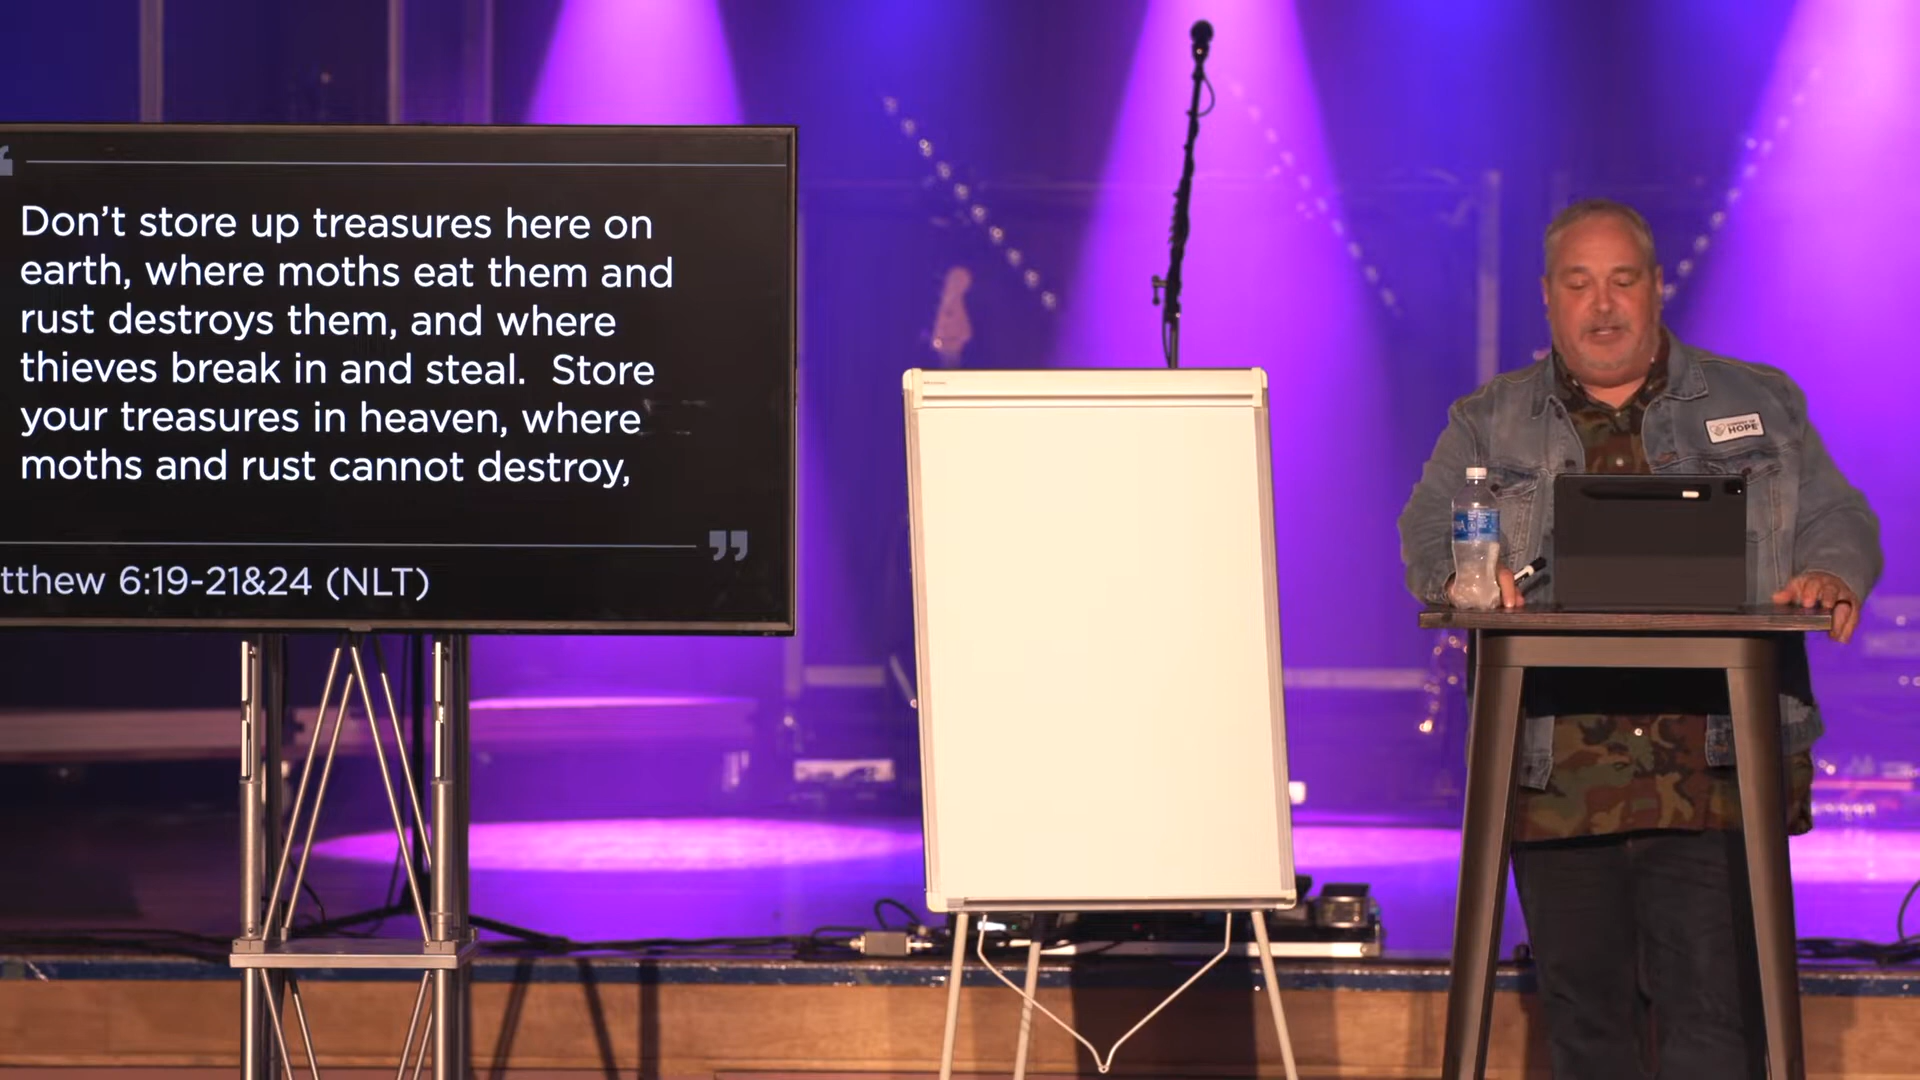 “
Don’t store up treasures here on
earth, where moths eat them and
rust destroys them, and where
thieves break in and steal.  Store
your treasures in heaven, where
moths and rust cannot destroy,
”
tthew 6:19-21&24 (NLT)
HOPE